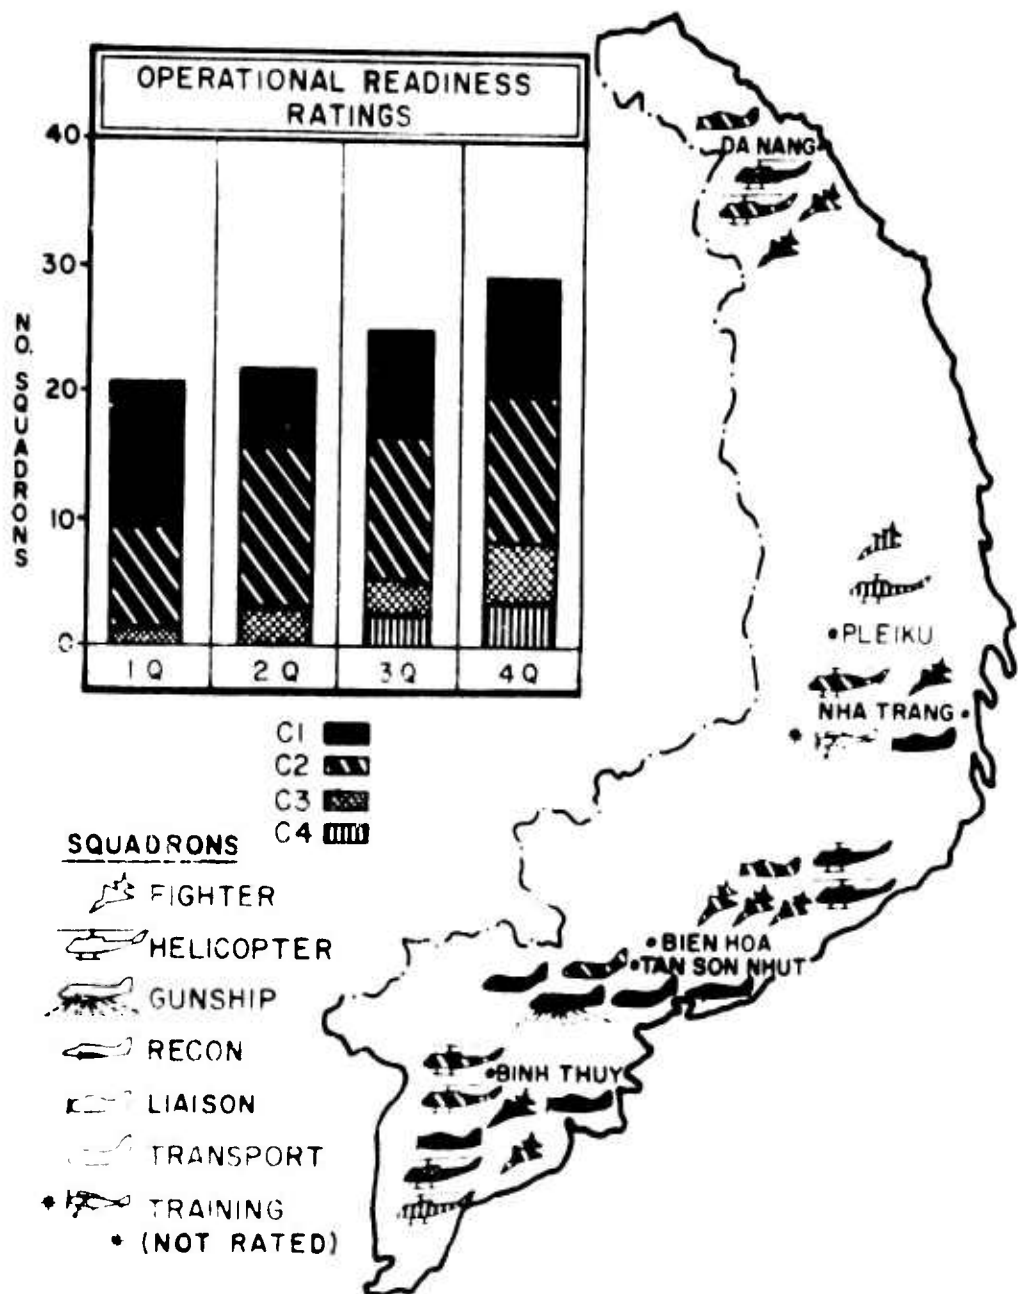 OPERATIONAL READINESS
RATINGS
40
30
20
10
0
NO. SQUADRONS
1Q 2Q 3Q 4Q
C1
C2
C3
C4
SQUADRONS
FIGHTER
HELICOPTER
GUNSHIP
RECON
LIAISON
TRANSPORT
* TRAINING
* (NOT RATED)
DA NANG
PLEIKU
NHA TRANG
*
BIEN HOA
TAN SON NHUT
BINH THUY